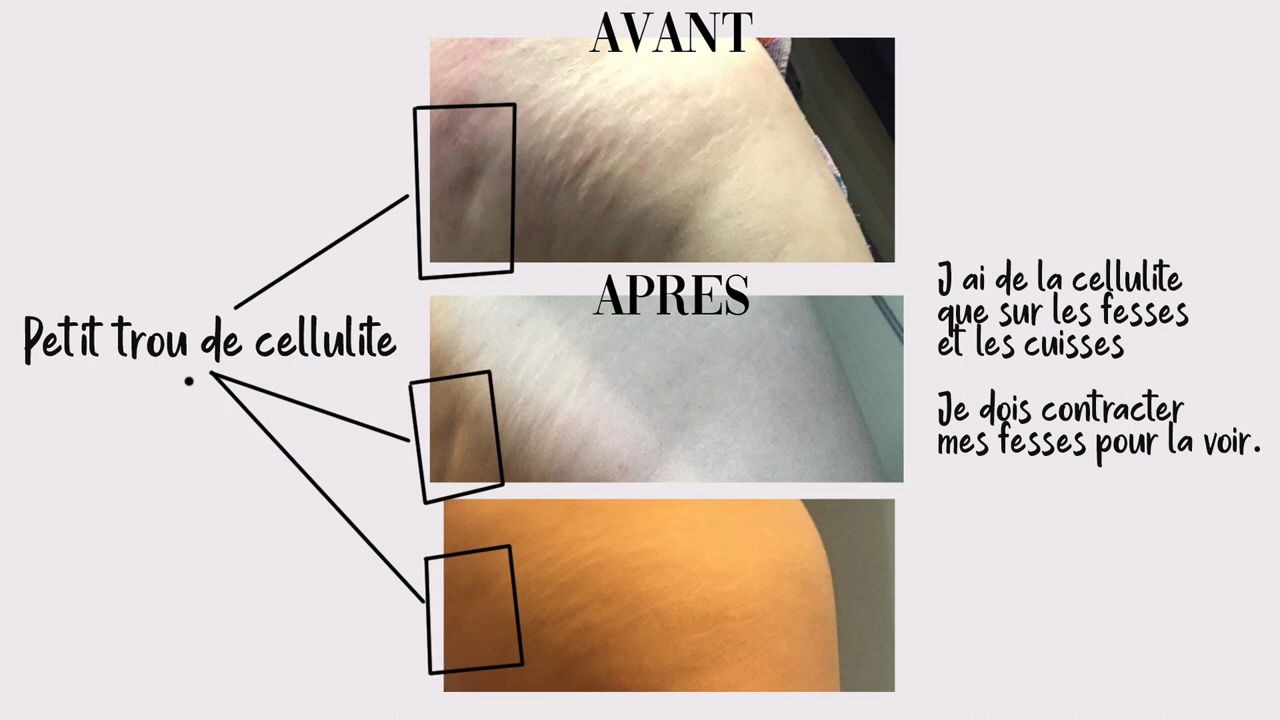 AVANT
APRES
Petit trou de cellulite
J ai de la cellulite
que sur les fesses
et les cuisses
Je dois contracter
mes fesses pour la voir.